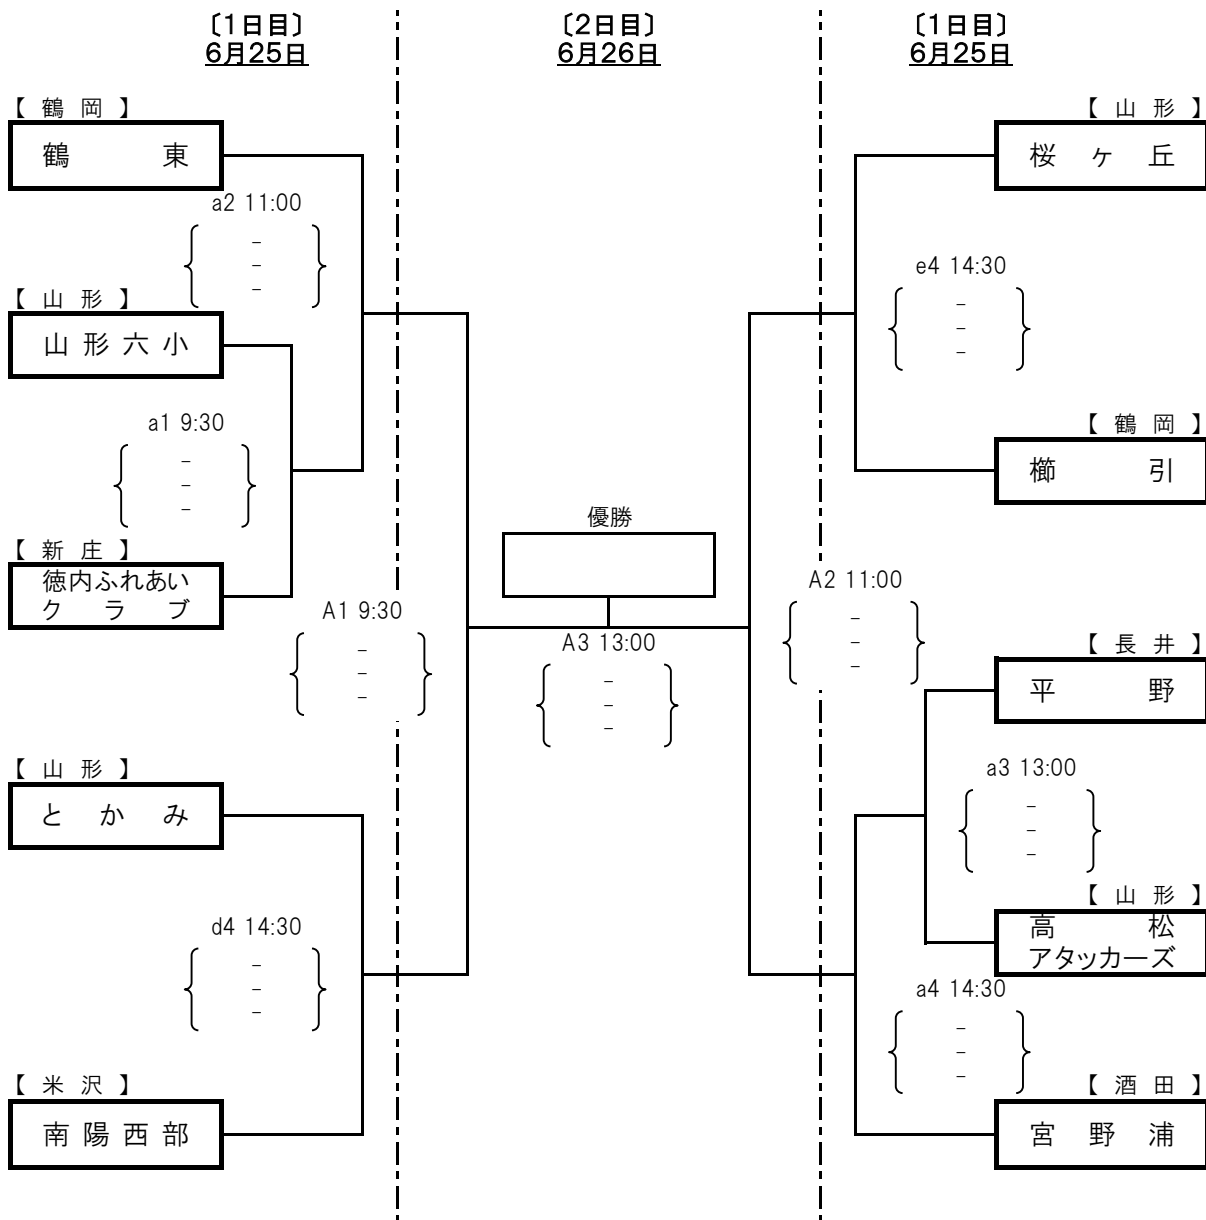 〔1日目〕
6月25日
〔2日目〕
6月26日
〔1日目〕
6月25日
【 鶴 岡 】
鶴 東
a2 11:00
-
-
-
【 山 形 】
山 形 六 小
a1 9:30
-
-
-
【 新 庄 】
徳内ふれあい
ク ラ ブ
A1 9:30
-
-
-
【 山 形 】
と か み
d4 14:30
-
-
-
【 米 沢 】
南 陽 西 部
優勝
A3 13:00
-
-
-
【 山 形 】
桜 ヶ 丘
e4 14:30
-
-
-
【 鶴 岡 】
櫛 引
A2 11:00
-
-
-
【 長 井 】
平 野
a3 13:00
-
-
-
【 山 形 】
高 松
アタッカーズ
a4 14:30
-
-
-
【 酒 田 】
宮 野 浦